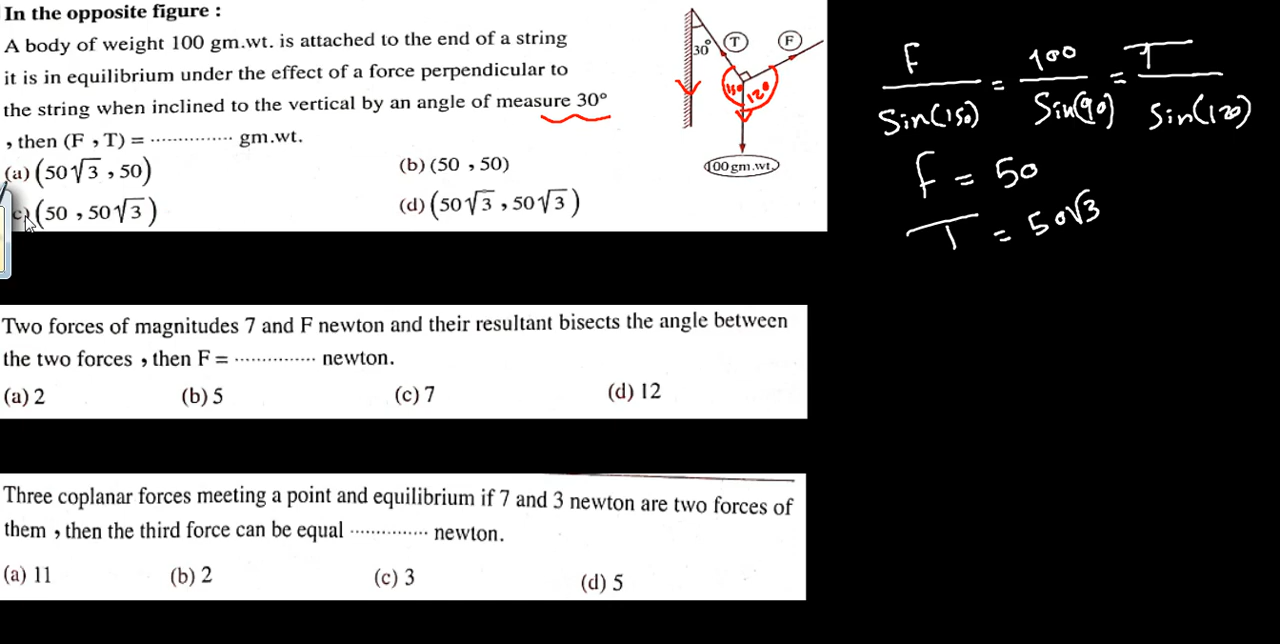 In the opposite figure :
A body of weight 100 gm.wt. is attached to the end of a string
it is in equilibrium under the effect of a force perpendicular to
the string when inclined to the vertical by an angle of measure 30°
, then (F , T) = ··············· gm.wt.
(a) (50√3 , 50)
(b) (50 , 50)
(c) (50 , 50√3)
(d) (50√3 , 50√3)
30°
T
F
150
120
100 gm.wt.
F/Sin(150) = 100/Sin(90) = T/Sin(120)
F = 50
T = 50√3
Two forces of magnitudes 7 and F newton and their resultant bisects the angle between
the two forces , then F = ··············· newton.
(a) 2
(b) 5
(c) 7
(d) 12
Three coplanar forces meeting a point and equilibrium if 7 and 3 newton are two forces of
them , then the third force can be equal ··············· newton.
(a) 11
(b) 2
(c) 3
(d) 5